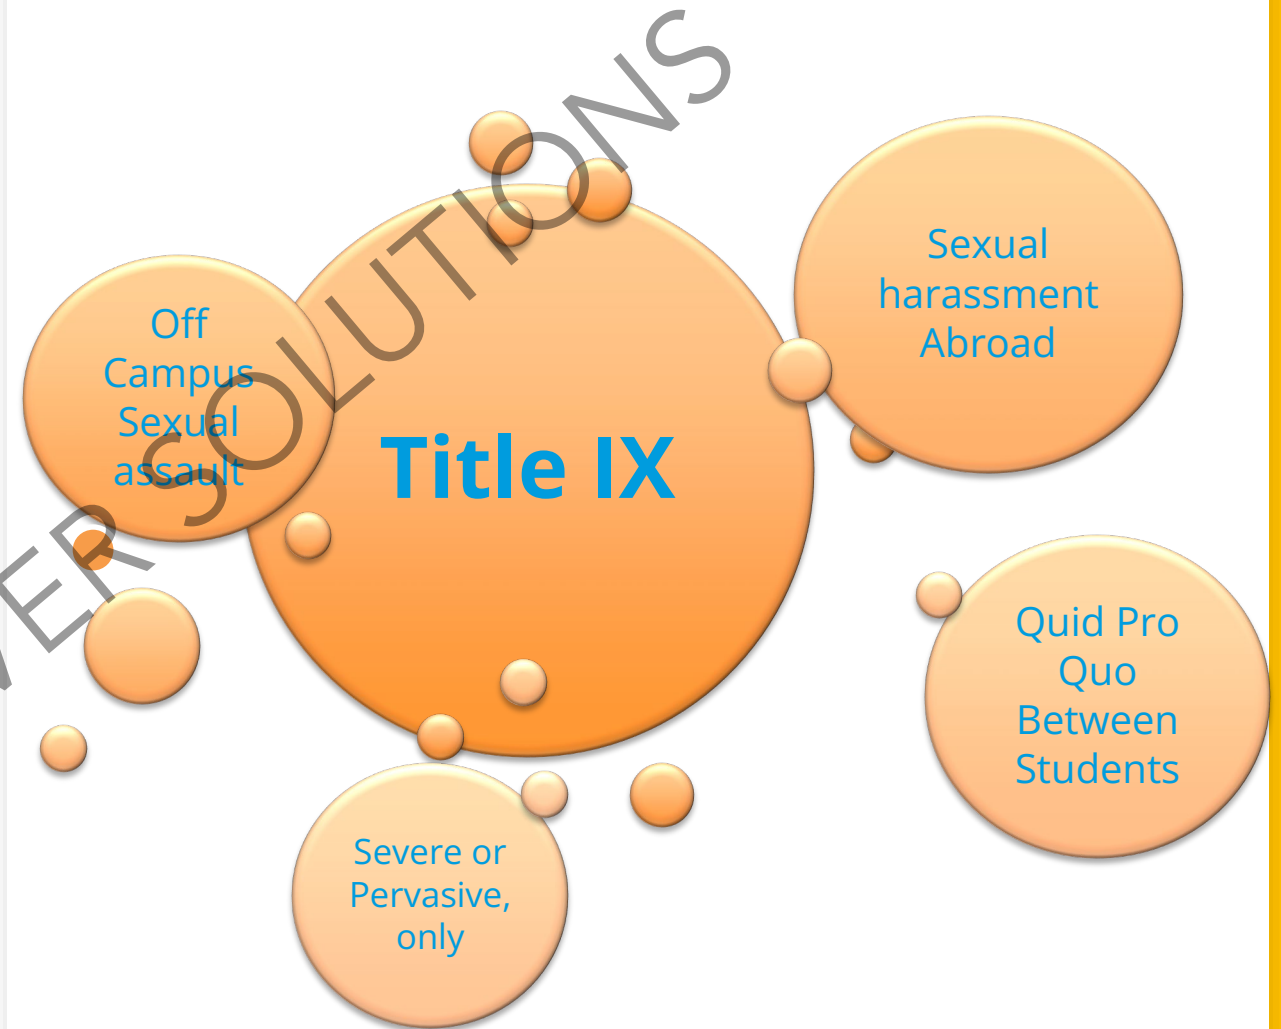 Title IX
Off
Campus
Sexual
assault
Sexual
harassment
Abroad
Quid Pro
Quo
Between
Students
Severe or
Pervasive,
only
SOLUTIONS